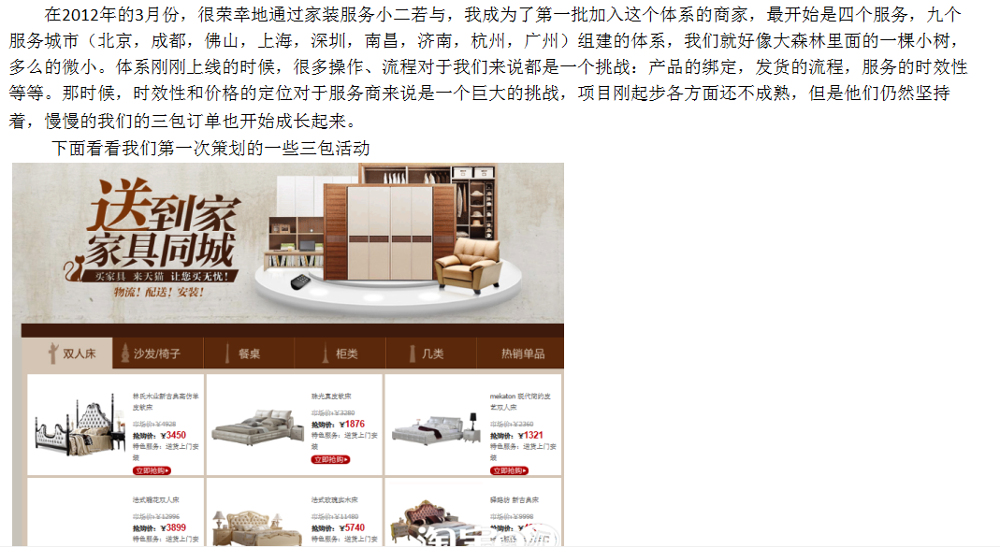 在2012年的3月份，很荣幸地通过家装服务小二若与，我成为了第一批加入这个体系的商家，最开始是四个服务，九个
服务城市（北京，成都，佛山，上海，深圳，南昌，济南，杭州，广州）组建的体系，我们就好像大森林里面的一棵小树，
多么的微小。体系刚刚上线的时候，很多操作、流程对于我们来说都是一个挑战：产品的绑定，发货的流程，服务的时效性
等等。那时候，时效性和价格的定位对于服务商来说是一个巨大的挑战，项目刚起步各方面还不成熟，但是他们仍然坚持
着，慢慢的我们的三包订单也开始成长起来。
下面看看我们第一次策划的一些三包活动
送到家
家具同城
买家具 来天猫 让您买无忧！
物流！配送！安装！
双人床 沙发/椅子 餐桌 柜类 几类 热销单品
林氏木业新古典高仿羊
皮软床
市场价:￥4928
抢购价：￥3450
特色服务：送货上门安
装
立即抢购
珠光真皮软床
市场价:￥3280
抢购价：￥1876
特色服务：送货上门安
装
立即抢购
mekaton 现代简约皮
艺双人床
市场价:￥2360
抢购价：￥1321
特色服务：送货上门安
装
立即抢购
法式雕花双人床
市场价:￥12996
抢购价：￥3899
特色服务：送货上门安
法式玫瑰实木床
市场价:￥11480
抢购价：￥5740
特色服务：送货上门安
新古典床
市场价:￥9998
抢购价：￥